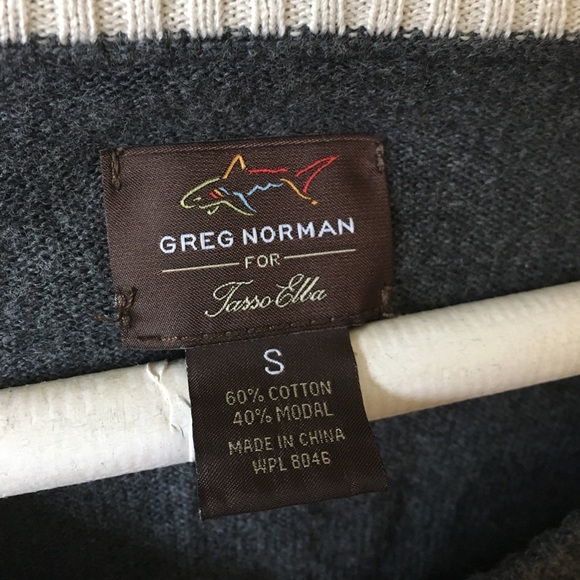 GREG NORMAN
FOR
Tasso Elba
S
60% COTTON
40% MODAL
MADE IN CHINA
WPL 8046